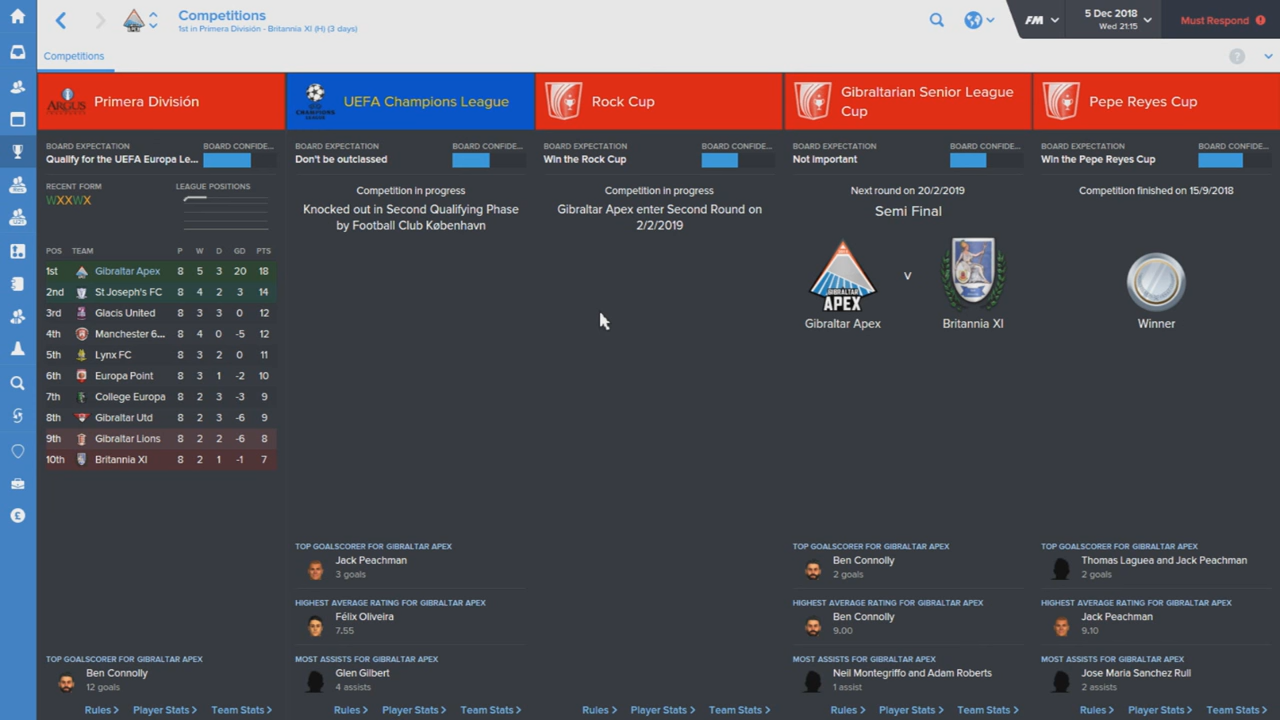 Competitions
1st in Primera División - Britannia XI (H) (3 days)
FM
5 Dec 2018
Wed 21:15
Must Respond
Competitions
ARGUS
Primera División
BOARD EXPECTATION
BOARD CONFIDE...
Qualify for the UEFA Europa Le...
RECENT FORM
LEAGUE POSITIONS
WXXWX
POS TEAM P W D GD PTS
1st Gibraltar Apex 8 5 3 20 18
2nd St Joseph's FC 8 4 2 3 14
3rd Glacis United 8 3 3 0 12
4th Manchester 6... 8 4 0 -5 12
5th Lynx FC 8 3 2 0 11
6th Europa Point 8 3 1 -2 10
7th College Europa 8 2 3 -3 9
8th Gibraltar Utd 8 2 3 -6 9
9th Gibraltar Lions 8 2 2 -6 8
10th Britannia XI 8 2 1 -1 7
TOP GOALSCORER FOR GIBRALTAR APEX
Ben Connolly
12 goals
Rules > Player Stats > Team Stats >
CHAMPIONS
UEFA Champions League
BOARD EXPECTATION
BOARD CONFIDE...
Don't be outclassed
Competition in progress
Knocked out in Second Qualifying Phase
by Football Club København
TOP GOALSCORER FOR GIBRALTAR APEX
Jack Peachman
3 goals
HIGHEST AVERAGE RATING FOR GIBRALTAR APEX
Félix Oliveira
7.55
MOST ASSISTS FOR GIBRALTAR APEX
Glen Gilbert
4 assists
Rules > Player Stats > Team Stats >
Rock Cup
BOARD EXPECTATION
BOARD CONFIDE...
Win the Rock Cup
Competition in progress
Gibraltar Apex enter Second Round on
2/2/2019
Rules > Player Stats > Team Stats >
Gibraltarian Senior League
Cup
BOARD EXPECTATION
BOARD CONFIDE...
Not important
Next round on 20/2/2019
Semi Final
GIBRALTAR
APEX
v
Gibraltar Apex
Britannia XI
TOP GOALSCORER FOR GIBRALTAR APEX
Ben Connolly
2 goals
HIGHEST AVERAGE RATING FOR GIBRALTAR APEX
Ben Connolly
9.00
MOST ASSISTS FOR GIBRALTAR APEX
Neil Montegriffo and Adam Roberts
1 assist
Rules > Player Stats > Team Stats >
Pepe Reyes Cup
BOARD EXPECTATION
BOARD CONFIDE...
Win the Pepe Reyes Cup
Competition finished on 15/9/2018
Winner
TOP GOALSCORER FOR GIBRALTAR APEX
Thomas Laguea and Jack Peachman
2 goals
HIGHEST AVERAGE RATING FOR GIBRALTAR APEX
Jack Peachman
9.10
MOST ASSISTS FOR GIBRALTAR APEX
Jose Maria Sanchez Rull
2 assists
Rules > Player Stats > Team Stats >